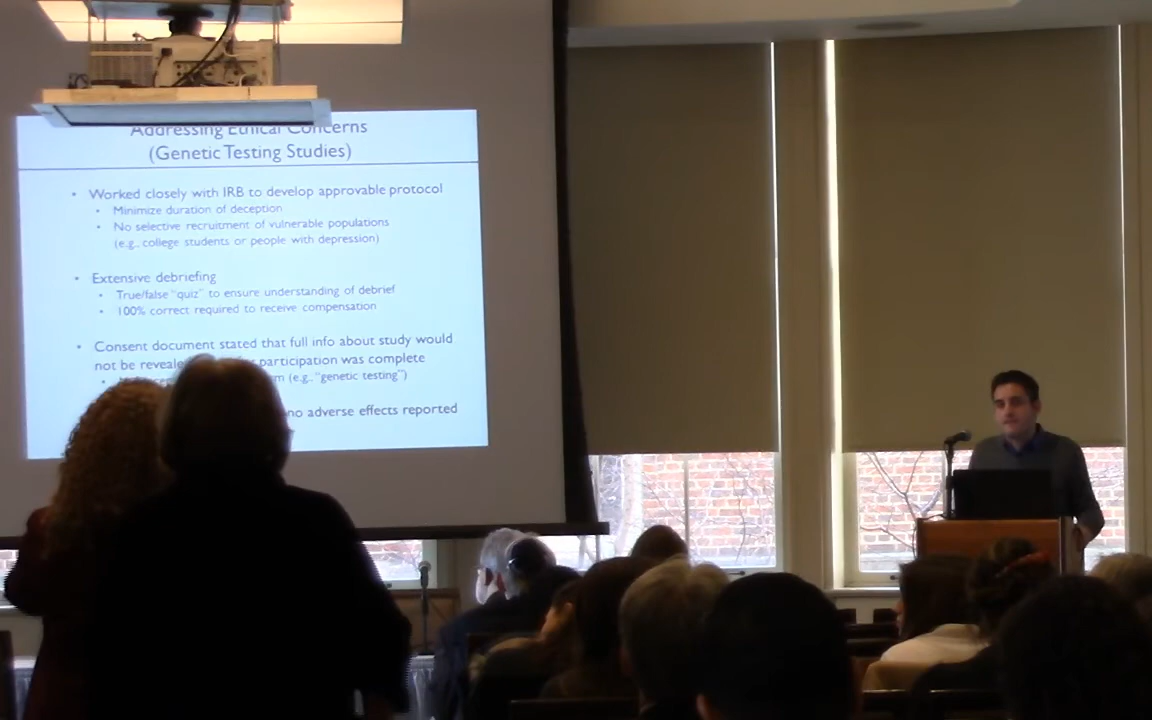 Addressing Ethical Concerns
(Genetic Testing Studies)
• Worked closely with IRB to develop approvable protocol
• Minimize duration of deception
• No selective recruitment of vulnerable populations
(e.g., college students or people with depression)
• Extensive debriefing
• True/false "quiz" to ensure understanding of debrief
• 100% correct required to receive compensation
• Consent document stated that full info about study would
not be participation was complete
• (e.g., "genetic testing")
no adverse effects reported